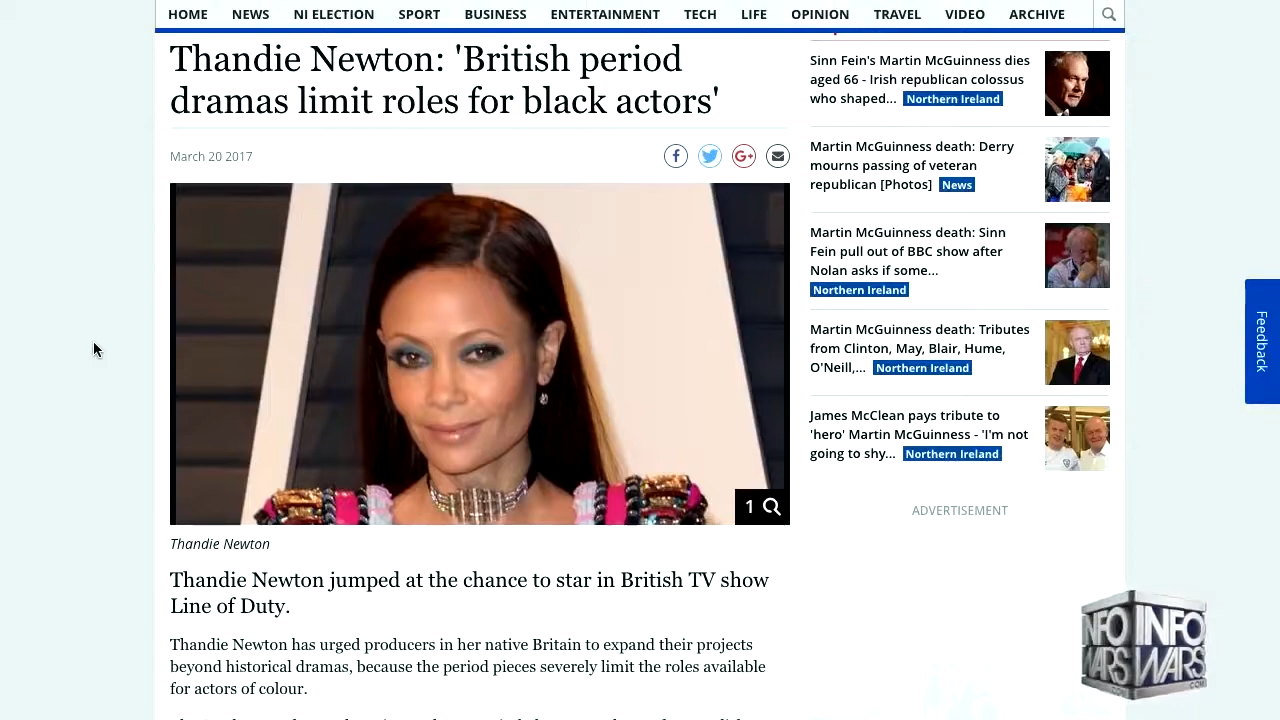 HOME NEWS NI ELECTION SPORT BUSINESS ENTERTAINMENT TECH LIFE OPINION TRAVEL VIDEO ARCHIVE
Thandie Newton: 'British period
dramas limit roles for black actors'
March 20 2017
1
Thandie Newton
Thandie Newton jumped at the chance to star in British TV show
Line of Duty.
Thandie Newton has urged producers in her native Britain to expand their projects
beyond historical dramas, because the period pieces severely limit the roles available
for actors of colour.
Sinn Fein's Martin McGuinness dies
aged 66 - Irish republican colossus
who shaped... Northern Ireland
Martin McGuinness death: Derry
mourns passing of veteran
republican [Photos] News
Martin McGuinness death: Sinn
Fein pull out of BBC show after
Nolan asks if some...
Northern Ireland
Martin McGuinness death: Tributes
from Clinton, May, Blair, Hume,
O'Neill,... Northern Ireland
James McClean pays tribute to
'hero' Martin McGuinness - 'I'm not
going to shy... Northern Ireland
ADVERTISEMENT
Feedback
INFO INFO
WARS WARS
.COM